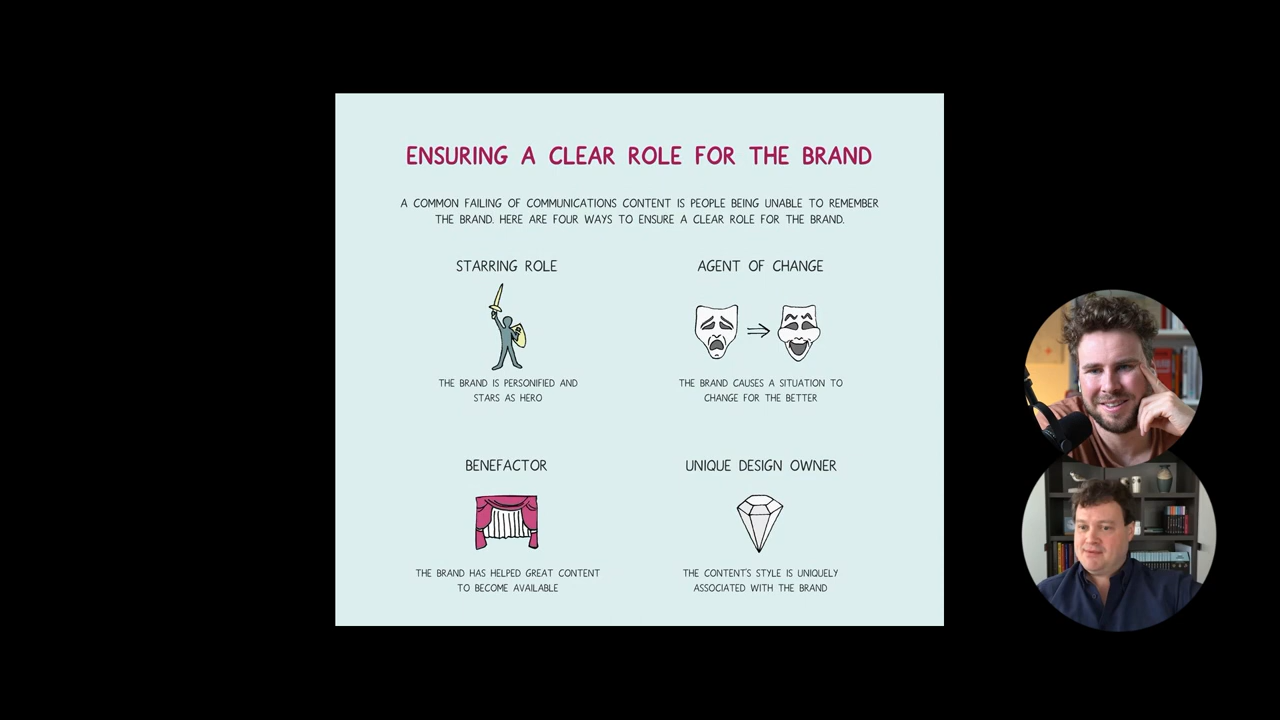 ENSURING A CLEAR ROLE FOR THE BRAND
A COMMON FAILING OF COMMUNICATIONS CONTENT IS PEOPLE BEING UNABLE TO REMEMBER
THE BRAND. HERE ARE FOUR WAYS TO ENSURE A CLEAR ROLE FOR THE BRAND.
STARRING ROLE
THE BRAND IS PERSONIFIED AND
STARS AS HERO
AGENT OF CHANGE
THE BRAND CAUSES A SITUATION TO
CHANGE FOR THE BETTER
BENEFACTOR
THE BRAND HAS HELPED GREAT CONTENT
TO BECOME AVAILABLE
UNIQUE DESIGN OWNER
THE CONTENT'S STYLE IS UNIQUELY
ASSOCIATED WITH THE BRAND